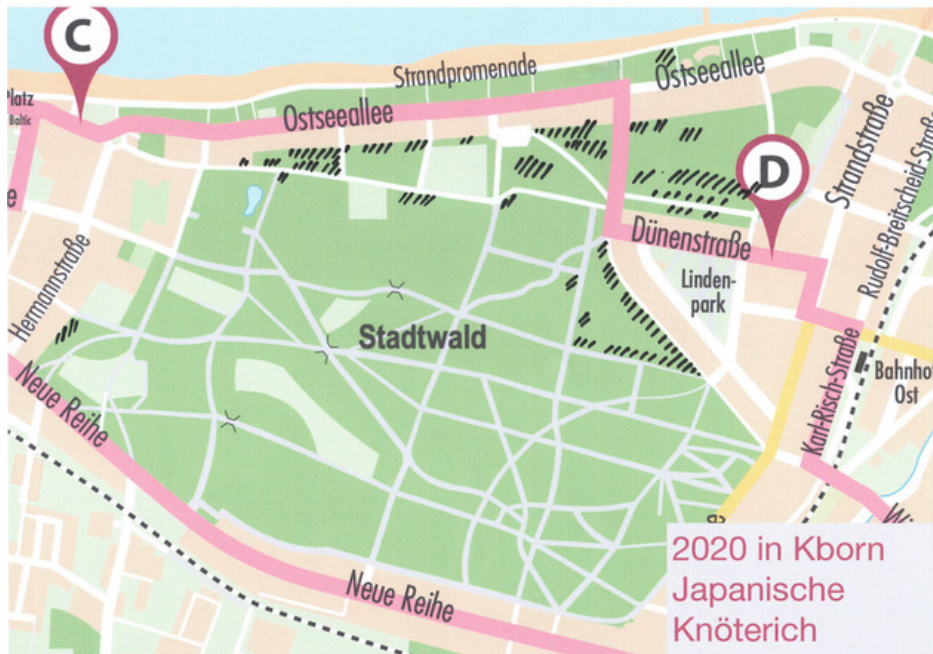 C
Strandpromenade
Ostseeallee
Ostseeallee
Platz
Baltic
Strandstraße
Rudolf-Breitscheid-Straße
D
Dünenstraße
Linden-
park
Hermannstraße
Stadtwald
Karl-Risch-Straße
Bahnhof
Ost
Neue Reihe
Neue Reihe
2020 in Kborn
Japanische
Knöterich